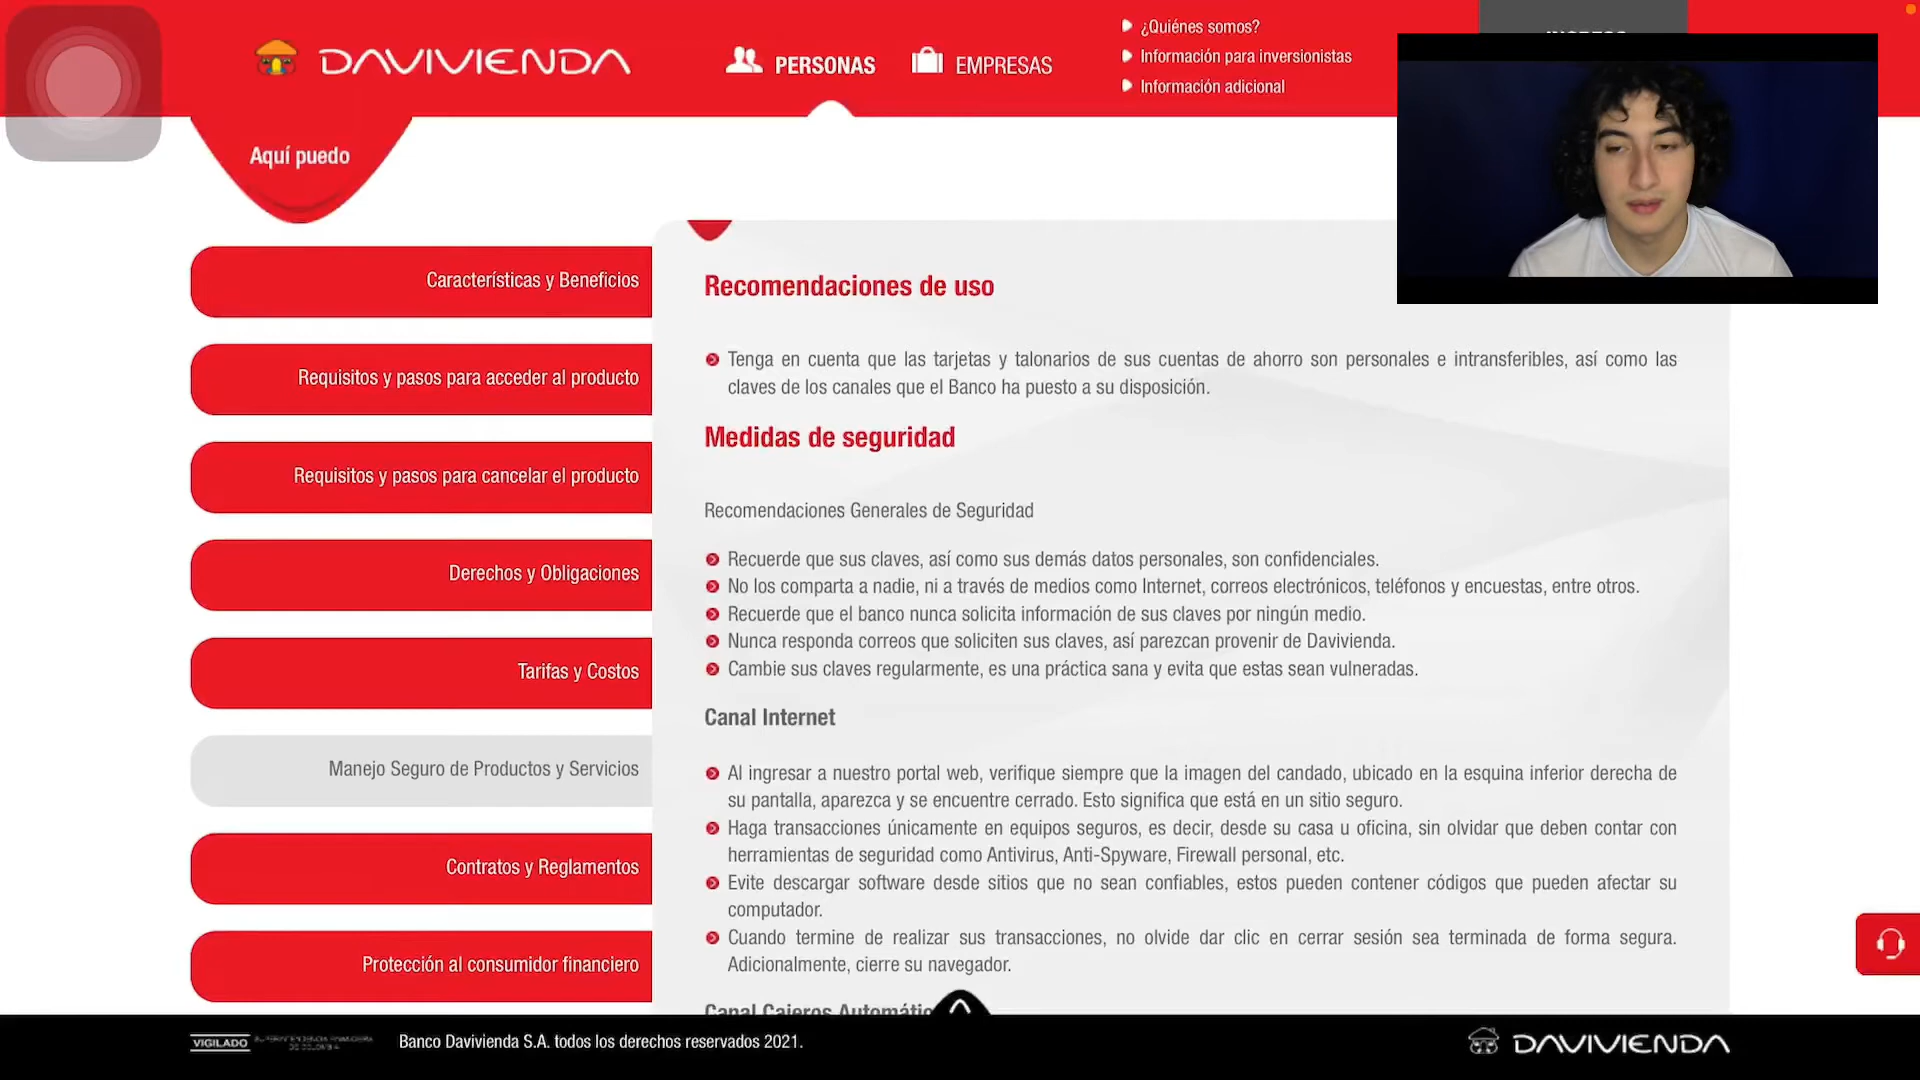 DAVIVIENDA
PERSONAS
EMPRESAS
¿Quiénes somos?
Información para inversionistas
Información adicional
Aquí puedo
Características y Beneficios
Requisitos y pasos para acceder al producto
Requisitos y pasos para cancelar el producto
Derechos y Obligaciones
Tarifas y Costos
Manejo Seguro de Productos y Servicios
Contratos y Reglamentos
Protección al consumidor financiero
Recomendaciones de uso
Tenga en cuenta que las tarjetas y talonarios de sus cuentas de ahorro son personales e intransferibles, así como las
claves de los canales que el Banco ha puesto a su disposición.
Medidas de seguridad
Recomendaciones Generales de Seguridad
Recuerde que sus claves, así como sus demás datos personales, son confidenciales.
No los comparta a nadie, ni a través de medios como Internet, correos electrónicos, teléfonos y encuestas, entre otros.
Recuerde que el banco nunca solicita información de sus claves por ningún medio.
Nunca responda correos que soliciten sus claves, así parezcan provenir de Davivienda.
Cambie sus claves regularmente, es una práctica sana y evita que estas sean vulneradas.
Canal Internet
Al ingresar a nuestro portal web, verifique siempre que la imagen del candado, ubicado en la esquina inferior derecha de
su pantalla, aparezca y se encuentre cerrado. Esto significa que está en un sitio seguro.
Haga transacciones únicamente en equipos seguros, es decir, desde su casa u oficina, sin olvidar que deben contar con
herramientas de seguridad como Antivirus, Anti-Spyware, Firewall personal, etc.
Evite descargar software desde sitios que no sean confiables, estos pueden contener códigos que pueden afectar su
computador.
Cuando termine de realizar sus transacciones, no olvide dar clic en cerrar sesión sea terminada de forma segura.
Adicionalmente, cierre su navegador.
Canal Cajeros
VIGILADO
Banco Davivienda S.A. todos los derechos reservados 2021.
DAVIVIENDA